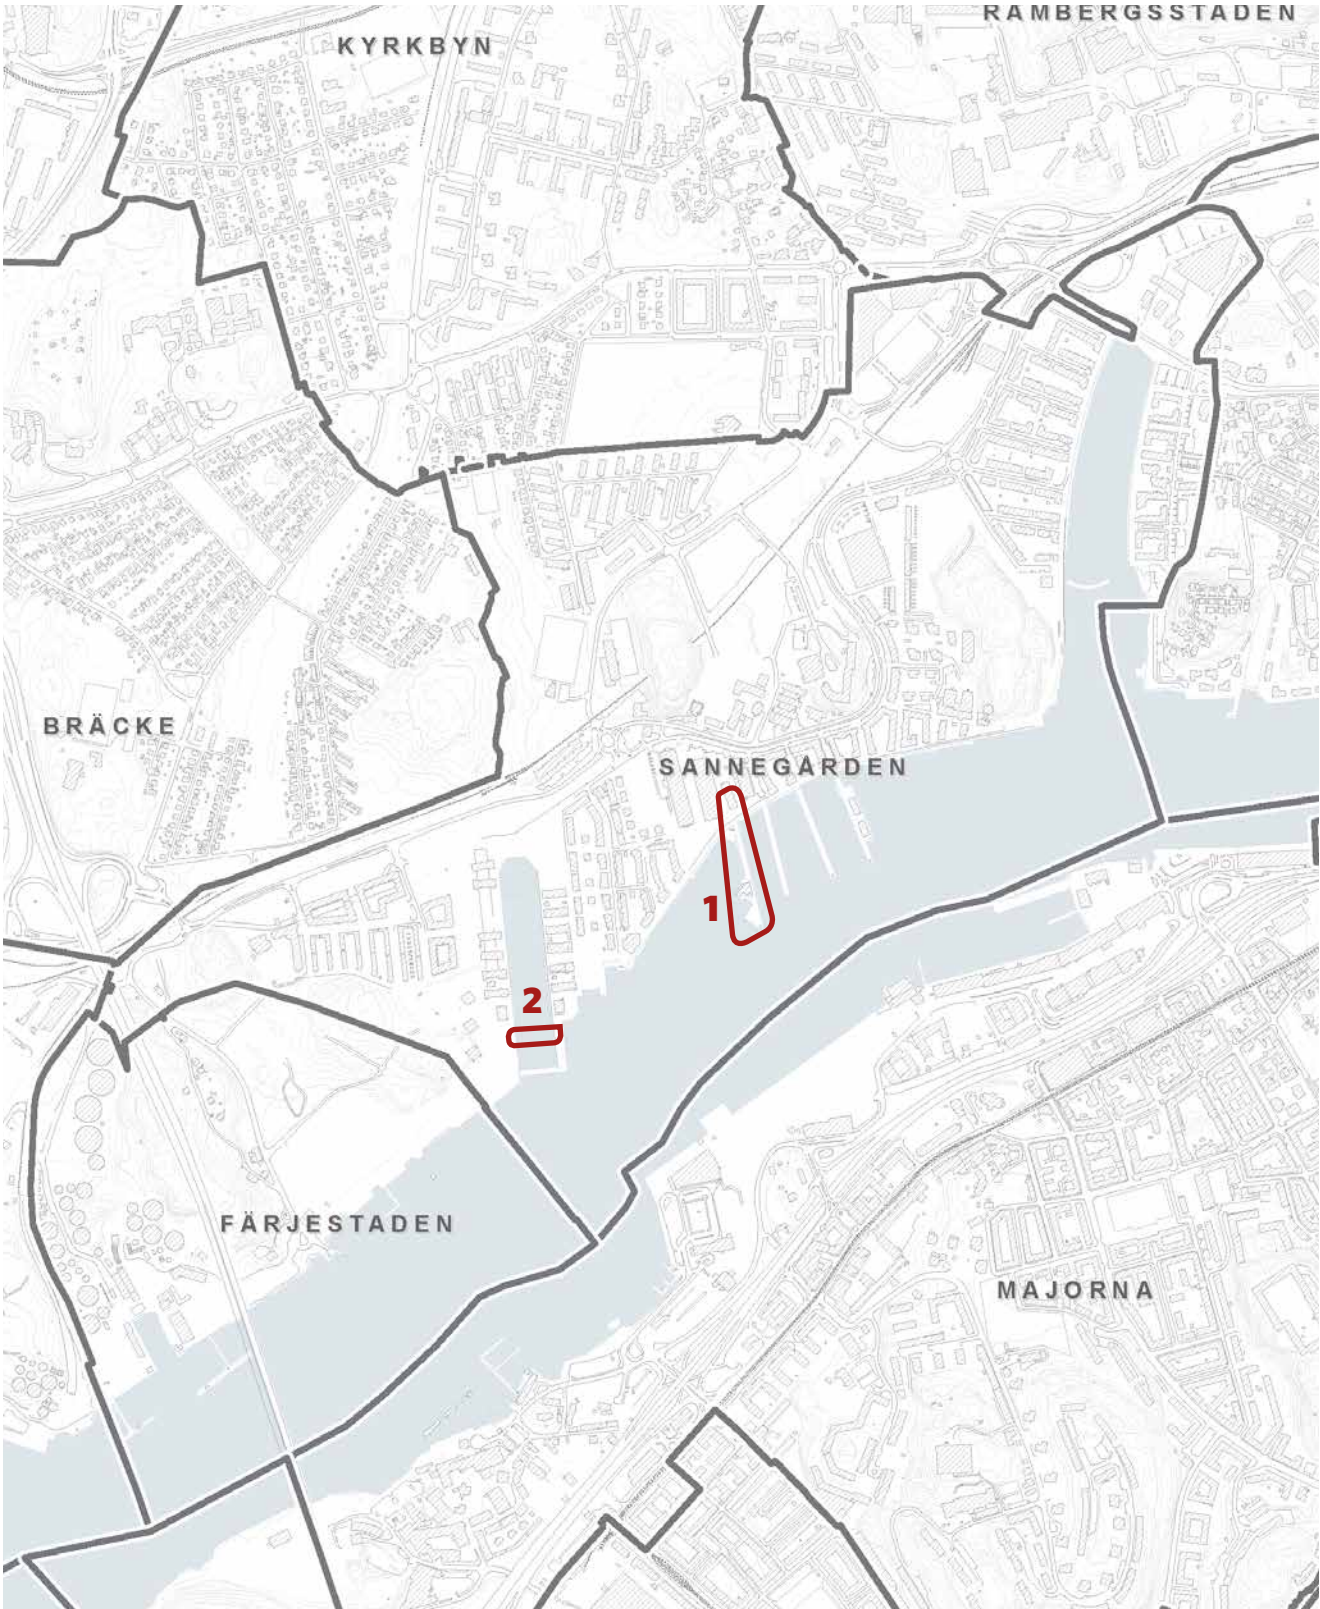 RAMBERGSSTADEN
KYRKBYN
BRÄCKE
SANNEGÅRDEN
1
2
FÄRJESTADEN
MAJORNA